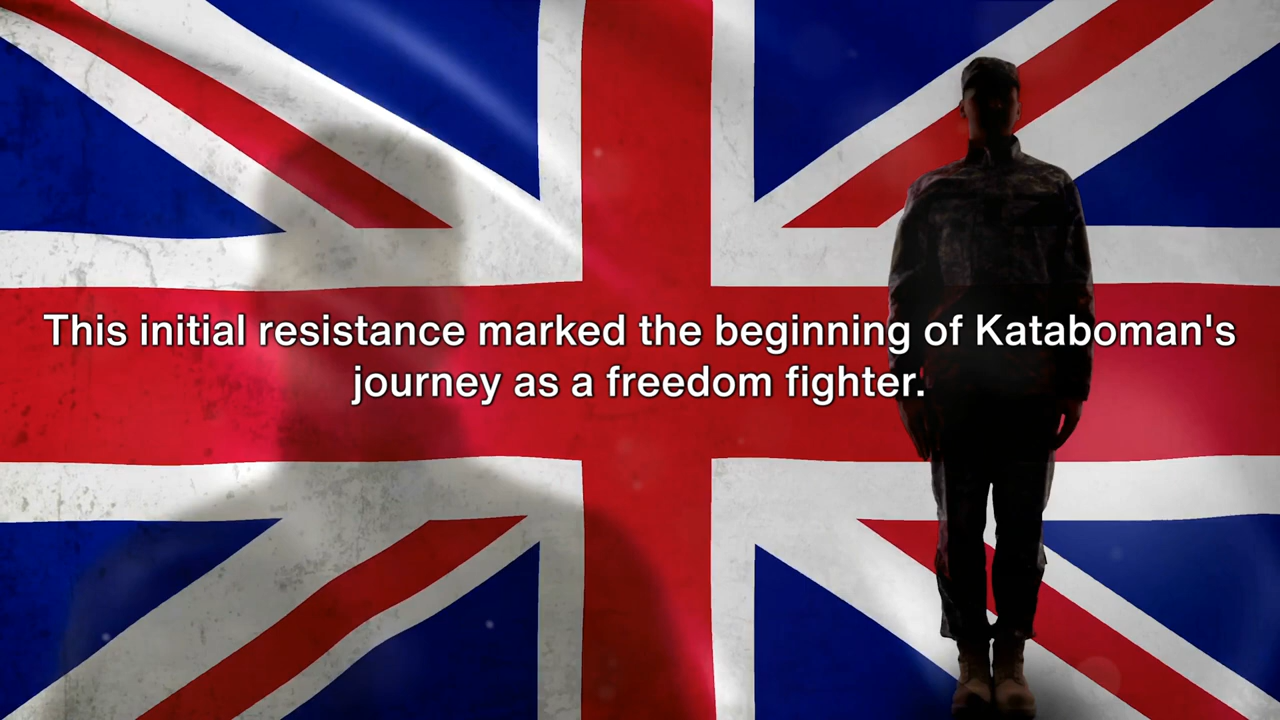 This initial resistance marked the beginning of Kataboman's
journey as a freedom fighter.